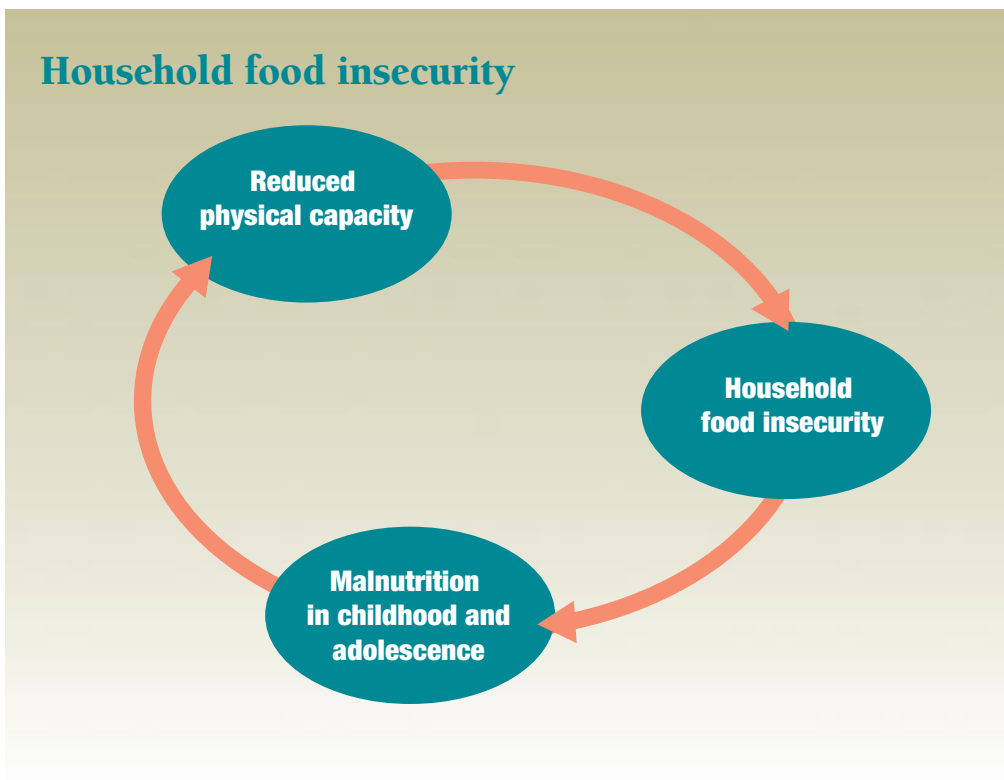 Household food insecurity
Reduced
physical capacity
Household
food insecurity
Malnutrition
in childhood and
adolescence